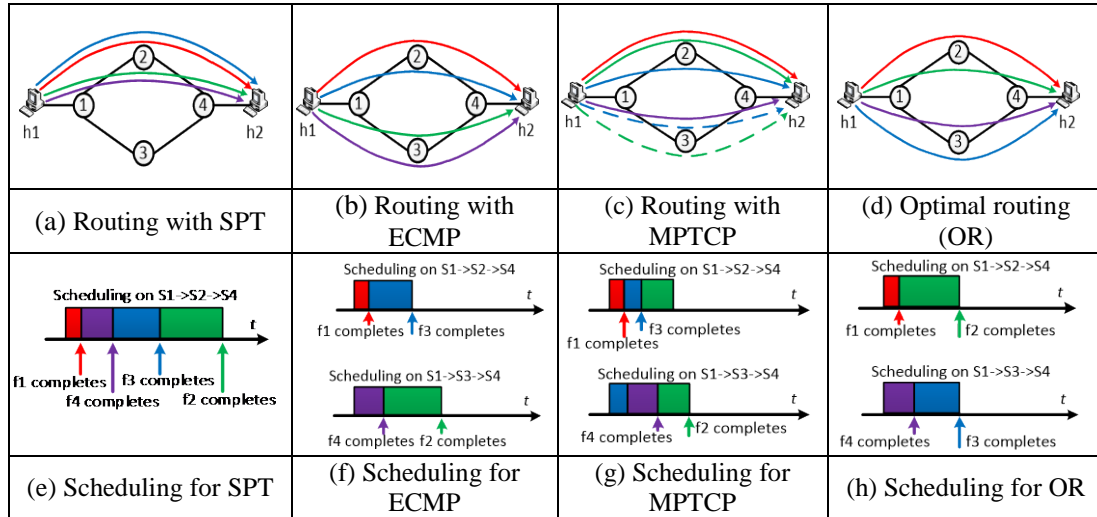 2
1
4
h1
h2
3
2
1
4
h1
h2
3
2
1
4
h1
h2
3
2
1
4
h1
h2
3
(a) Routing with SPT
(b) Routing with
ECMP
(c) Routing with
MPTCP
(d) Optimal routing
(OR)
Scheduling on S1->S2->S4
t
f1 completes
f3 completes
f4 completes
f2 completes
Scheduling on S1->S2->S4
t
f1 completes
f3 completes
Scheduling on S1->S3->S4
t
f4 completes
f2 completes
Scheduling on S1->S2->S4
t
f3 completes
f1 completes
Scheduling on S1->S3->S4
t
f4 completes
f2 completes
Scheduling on S1->S2->S4
t
f1 completes
f2 completes
Scheduling on S1->S3->S4
t
f4 completes
f3 completes
(e) Scheduling for SPT
(f) Scheduling for
ECMP
(g) Scheduling for
MPTCP
(h) Scheduling for OR